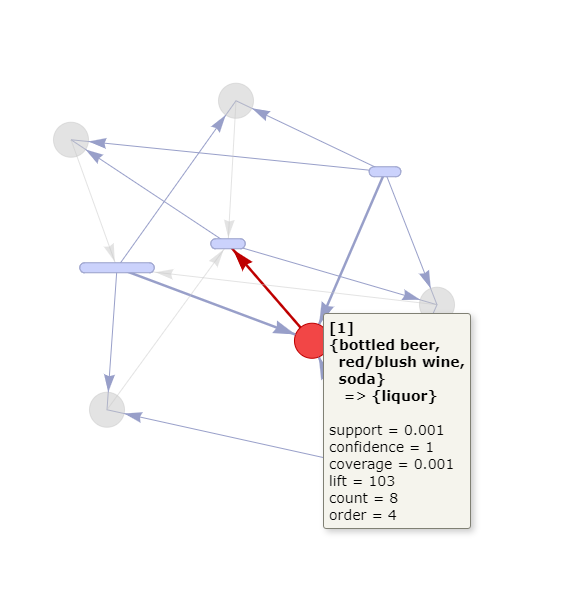 [1]
{bottled beer,
red/blush wine,
soda}
=> {liquor}
support = 0.001
confidence = 1
coverage = 0.001
lift = 103
count = 8
order = 4